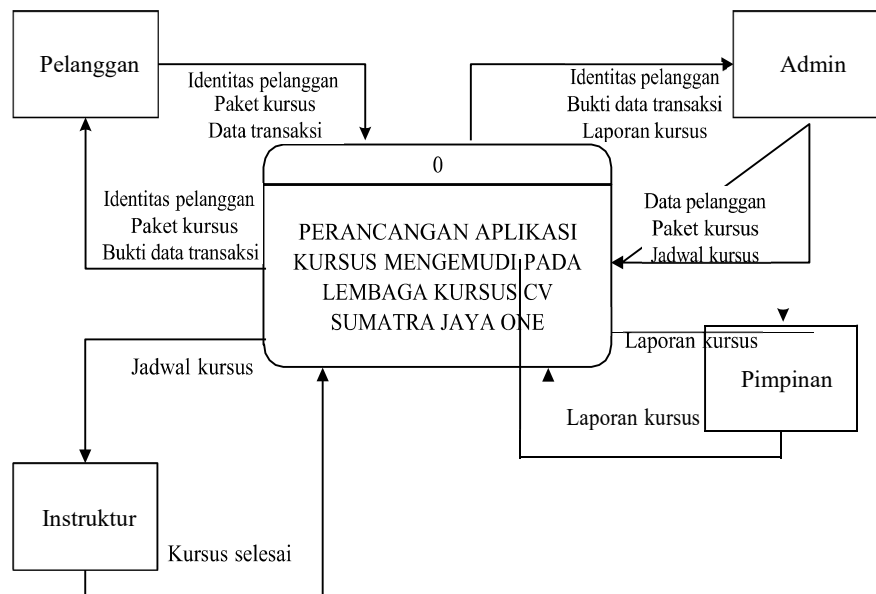 Pelanggan
Identitas pelanggan
Paket kursus
Data transaksi
Identitas pelanggan
Bukti data transaksi
Laporan kursus
Admin
0
Identitas pelanggan
Paket kursus
Bukti data transaksi
PERANCANGAN APLIKASI
KURSUS MENGEMUDI PADA
LEMBAGA KURSUS CV
SUMATRA JAYA ONE
Data pelanggan
Paket kursus
Jadwal kursus
Jadwal kursus
Laporan kursus
Pimpinan
Laporan kursus
Instruktur
Kursus selesai